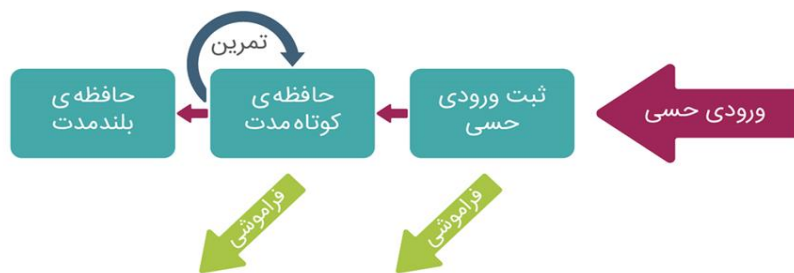 تمرین
ورودی حسی
ثبت ورودی
حسی
حافظه‌ی
کوتاه مدت
حافظه‌ی
بلندمدت
فراموشی
فراموشی